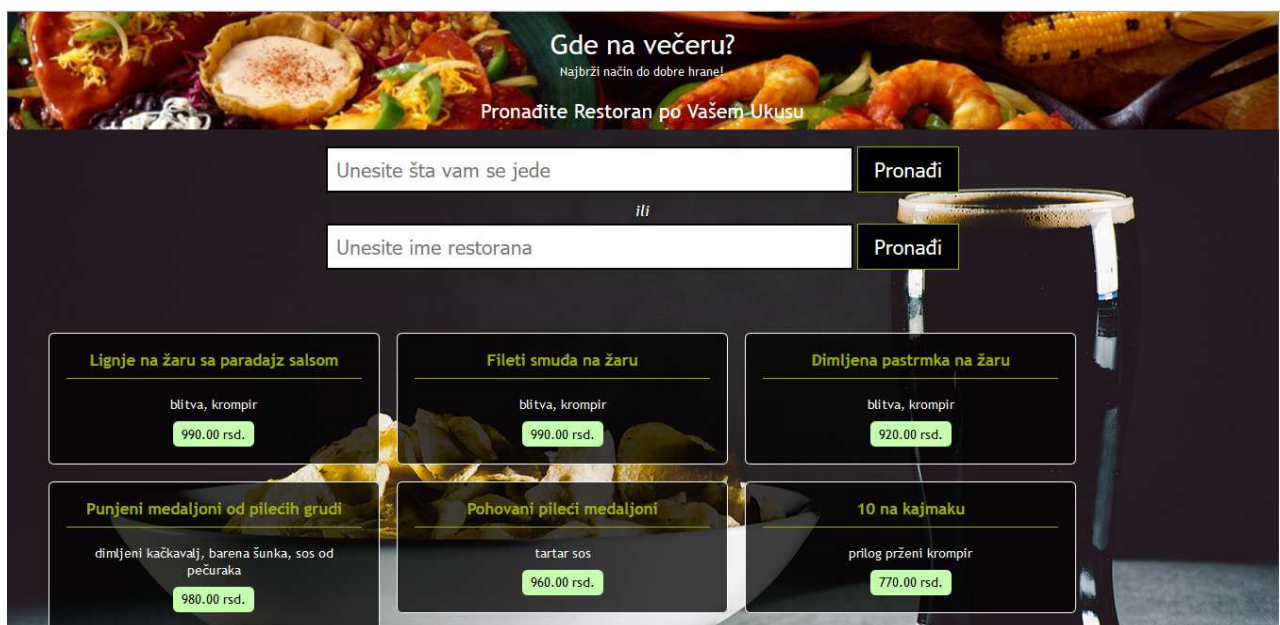 Gde na večeru?
Najbrži način do dobre hrane!
Pronađite Restoran po Vašem Ukusu
Unesite šta vam se jede
Pronađi
ili
Unesite ime restorana
Pronađi
Lignje na žaru sa paradajz salsom
blitva, krompir
990.00 rsd.
Fileti smuđa na žaru
blitva, krompir
990.00 rsd.
Dimljena pastrmka na žaru
blitva, krompir
920.00 rsd.
Punjeni medaljoni od pilećih grudi
dimljeni kačkavalj, barena šunka, sos od
pečuraka
980.00 rsd.
Pohovani pileći medaljoni
tartar sos
960.00 rsd.
10 na kajmaku
prilog prženi krompir
770.00 rsd.